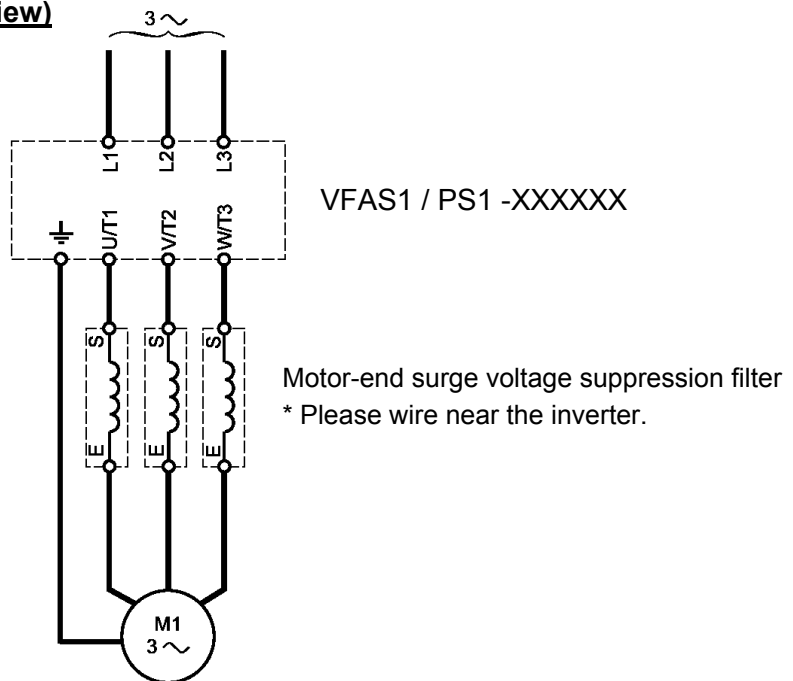 iew)
3 ~
L1 L2 L3
VFAS1 / PS1 -XXXXXX
U/T1 V/T2 W/T3
S S S
Motor-end surge voltage suppression filter
* Please wire near the inverter.
E E E
M1
3 ~